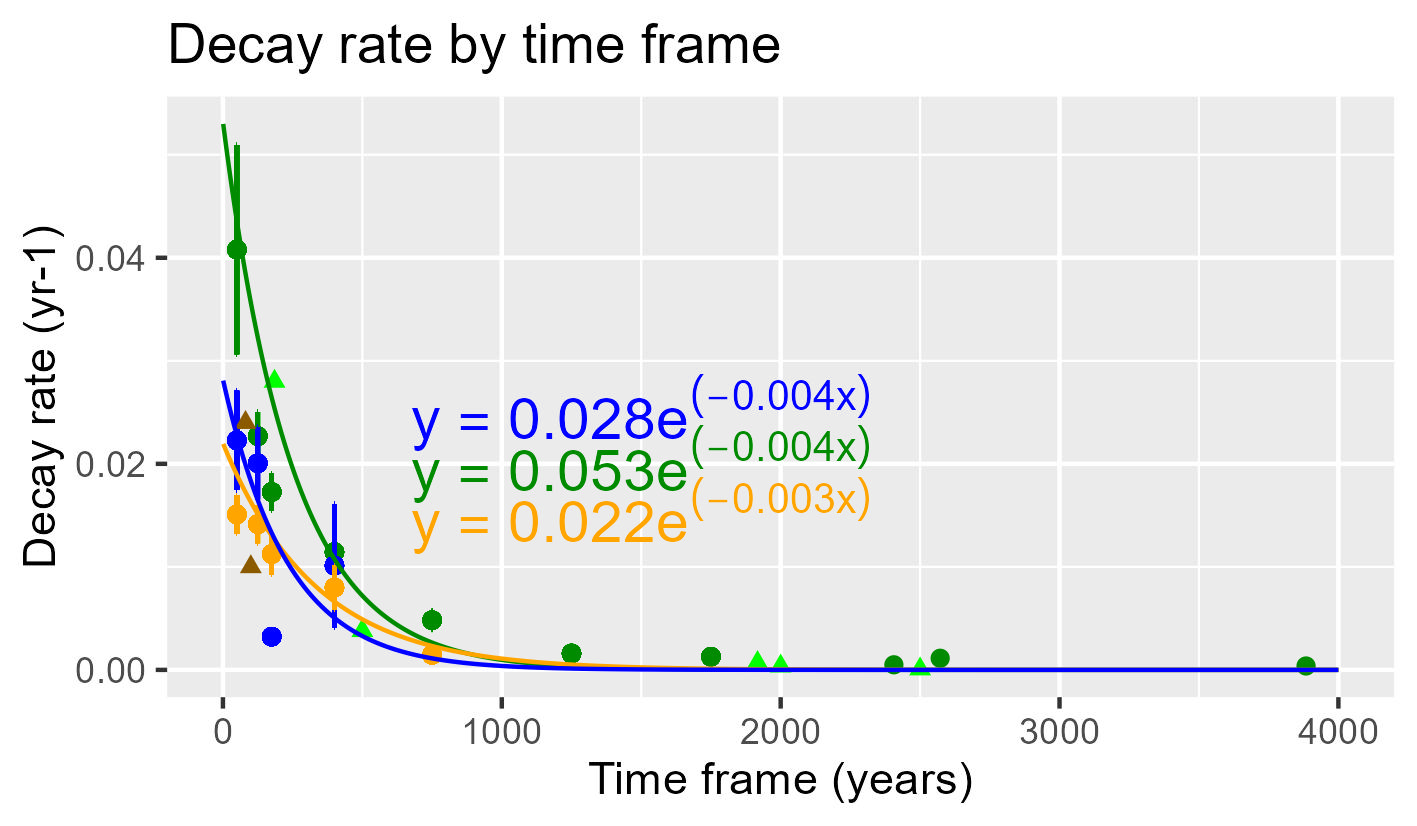 Decay rate by time frame
Decay rate (yr-1)
0.04
0.02
0.00
y = 0.028e(−0.004x)
y = 0.053e(−0.004x)
y = 0.022e(−0.003x)
0 1000 2000 3000 4000
Time frame (years)